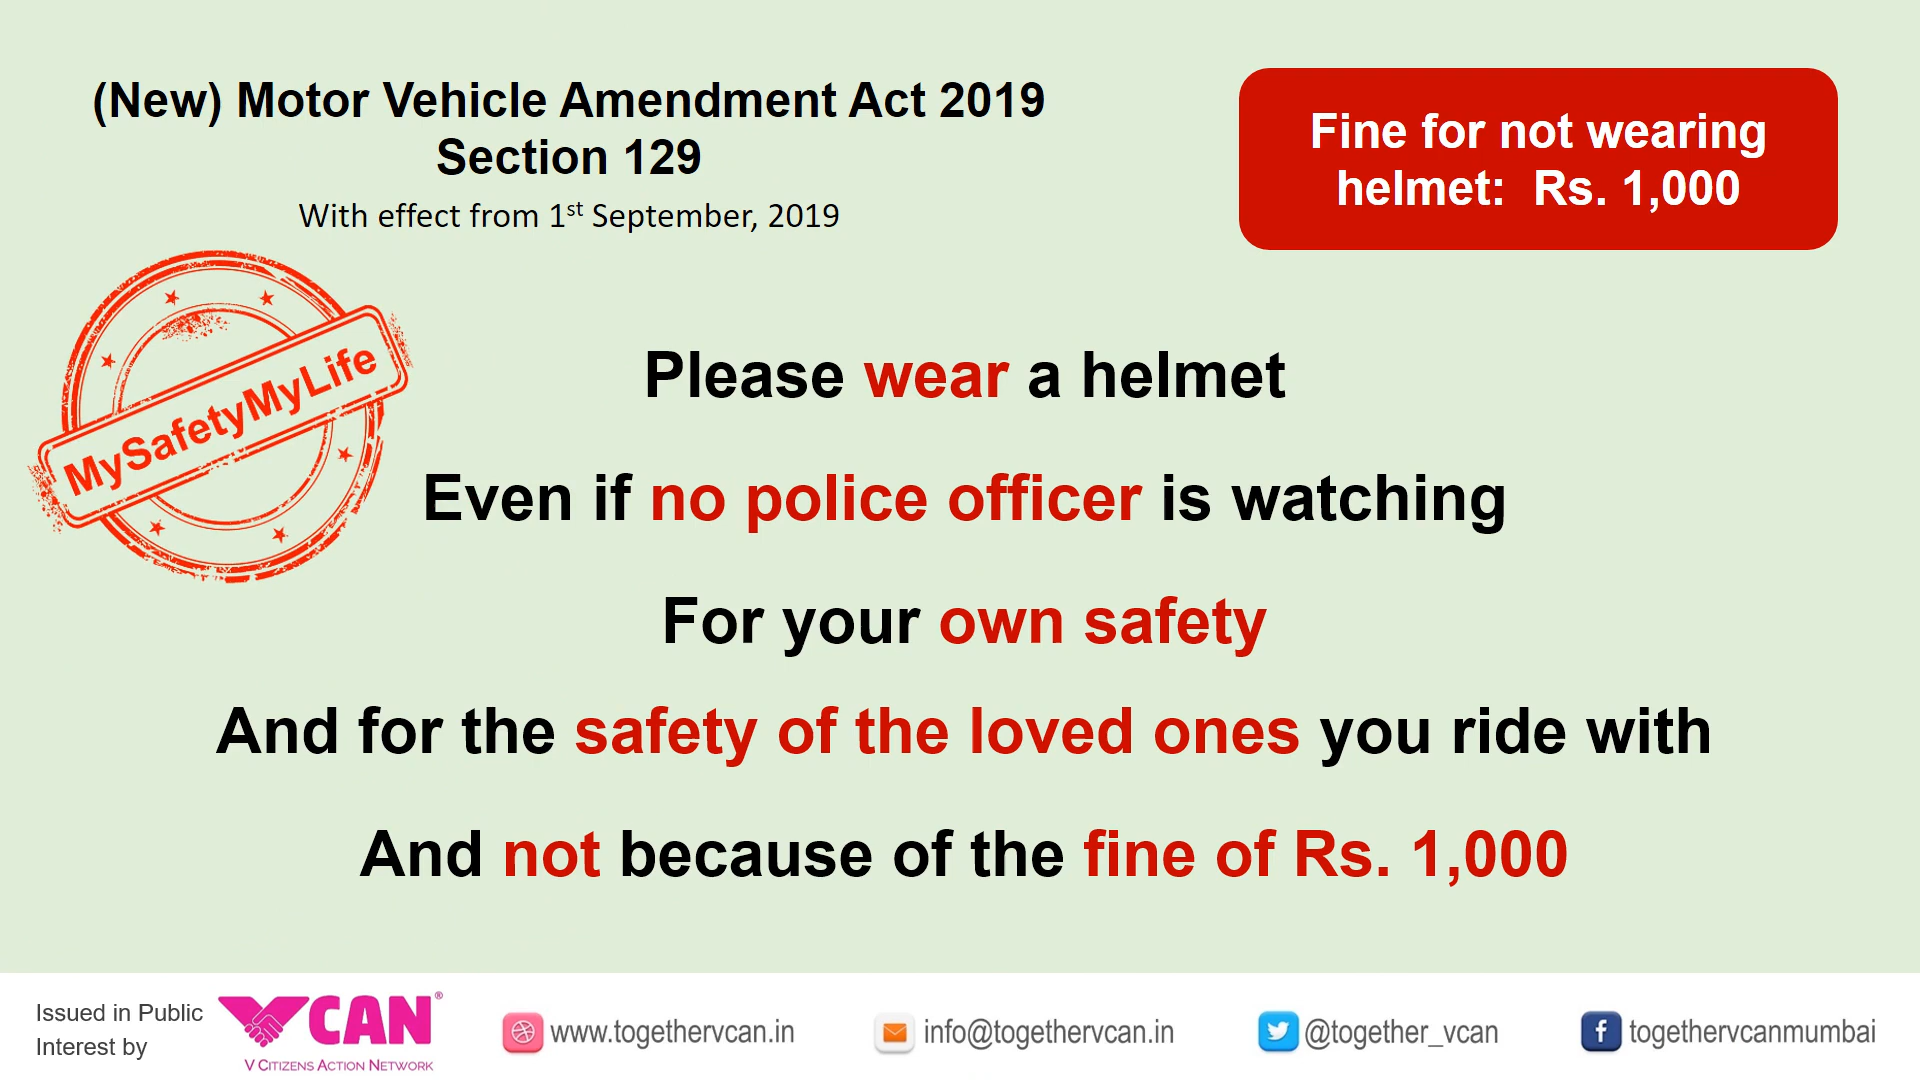 (New) Motor Vehicle Amendment Act 2019
Section 129
With effect from 1st September, 2019
Fine for not wearing
helmet: Rs. 1,000
MySafetyMyLife
Please wear a helmet
Even if no police officer is watching
For your own safety
And for the safety of the loved ones you ride with
And not because of the fine of Rs. 1,000
Issued in Public
Interest by
VCAN®
V CITIZENS ACTION NETWORK
www.togethervcan.in
info@togethervcan.in
@together_vcan
togethervcanmumbai